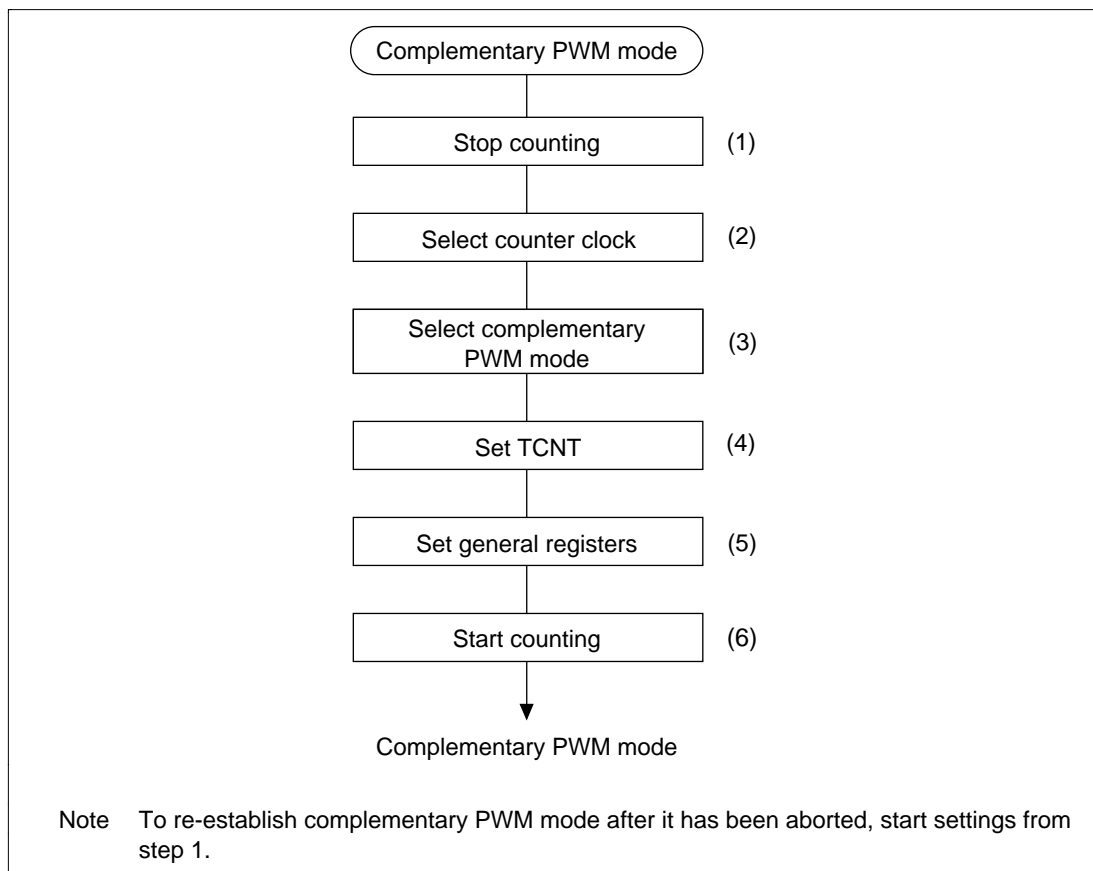 Complementary PWM mode
Stop counting (1)
Select counter clock (2)
Select complementary
PWM mode (3)
Set TCNT (4)
Set general registers (5)
Start counting (6)
Complementary PWM mode
Note To re-establish complementary PWM mode after it has been aborted, start settings from
step 1.